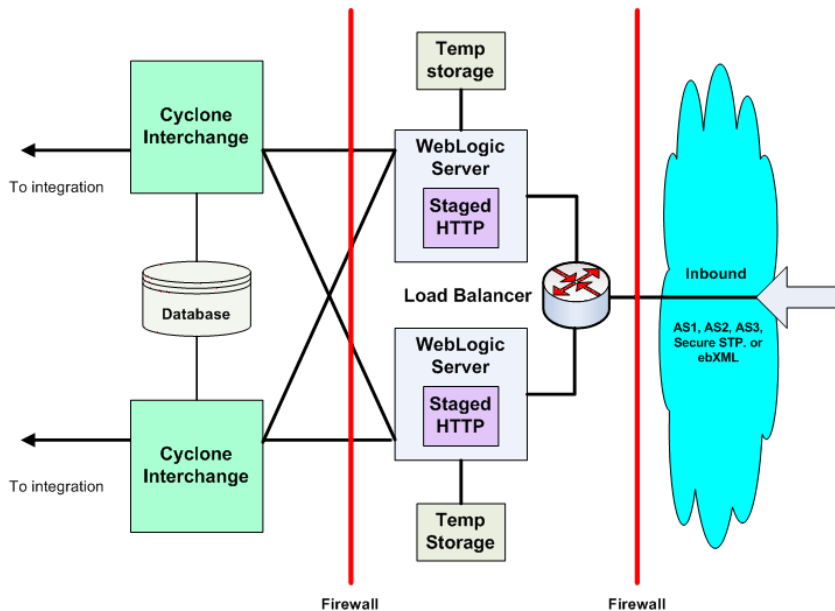 Temp
storage
Cyclone
Interchange
WebLogic
Server
Staged
HTTP
To integration
Inbound
Load Balancer
Database
AS1, AS2, AS3,
Secure STP. or
ebXML
WebLogic
Server
Staged
HTTP
Cyclone
Interchange
To integration
Temp
Storage
Firewall
Firewall